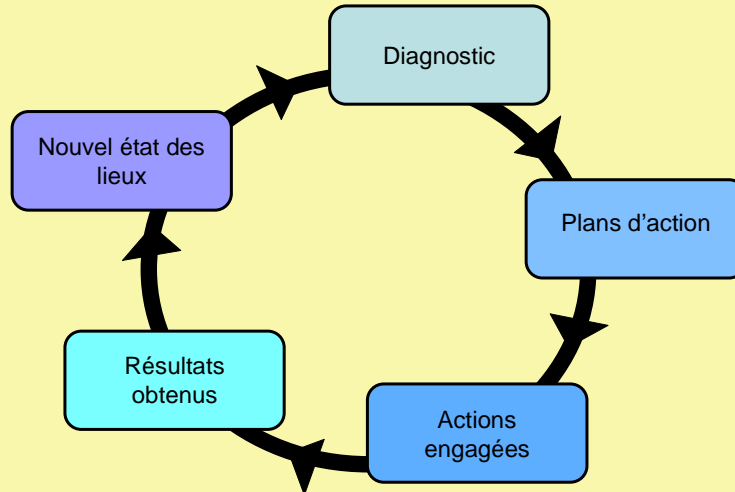 Diagnostic
Nouvel état des
lieux
Plans d'action
Résultats
obtenus
Actions
engagées